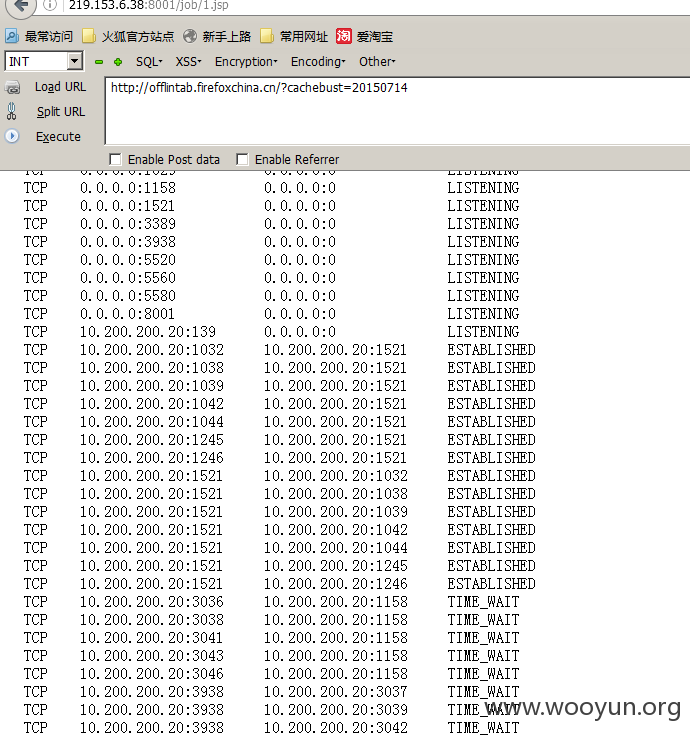 219.153.6.38:8001/job/1.jsp
最常访问 火狐官方站点 新手上路 常用网址 淘 爱淘宝
INT SQL XSS Encryption Encoding Other
Load URL http://offlintab.firefoxchina.cn/?cachebust=20150714
Split URL
Execute
Enable Post data Enable Referrer
TCP 0.0.0.0:1029 0.0.0.0:0 LISTENING
TCP 0.0.0.0:1158 0.0.0.0:0 LISTENING
TCP 0.0.0.0:1521 0.0.0.0:0 LISTENING
TCP 0.0.0.0:3389 0.0.0.0:0 LISTENING
TCP 0.0.0.0:3938 0.0.0.0:0 LISTENING
TCP 0.0.0.0:5520 0.0.0.0:0 LISTENING
TCP 0.0.0.0:5560 0.0.0.0:0 LISTENING
TCP 0.0.0.0:5580 0.0.0.0:0 LISTENING
TCP 0.0.0.0:8001 0.0.0.0:0 LISTENING
TCP 10.200.200.20:139 0.0.0.0:0 LISTENING
TCP 10.200.200.20:1032 10.200.200.20:1521 ESTABLISHED
TCP 10.200.200.20:1038 10.200.200.20:1521 ESTABLISHED
TCP 10.200.200.20:1039 10.200.200.20:1521 ESTABLISHED
TCP 10.200.200.20:1042 10.200.200.20:1521 ESTABLISHED
TCP 10.200.200.20:1044 10.200.200.20:1521 ESTABLISHED
TCP 10.200.200.20:1245 10.200.200.20:1521 ESTABLISHED
TCP 10.200.200.20:1246 10.200.200.20:1521 ESTABLISHED
TCP 10.200.200.20:1521 10.200.200.20:1032 ESTABLISHED
TCP 10.200.200.20:1521 10.200.200.20:1038 ESTABLISHED
TCP 10.200.200.20:1521 10.200.200.20:1039 ESTABLISHED
TCP 10.200.200.20:1521 10.200.200.20:1042 ESTABLISHED
TCP 10.200.200.20:1521 10.200.200.20:1044 ESTABLISHED
TCP 10.200.200.20:1521 10.200.200.20:1245 ESTABLISHED
TCP 10.200.200.20:1521 10.200.200.20:1246 ESTABLISHED
TCP 10.200.200.20:3036 10.200.200.20:1158 TIME_WAIT
TCP 10.200.200.20:3038 10.200.200.20:1158 TIME_WAIT
TCP 10.200.200.20:3041 10.200.200.20:1158 TIME_WAIT
TCP 10.200.200.20:3043 10.200.200.20:1158 TIME_WAIT
TCP 10.200.200.20:3046 10.200.200.20:1158 TIME_WAIT
TCP 10.200.200.20:3938 10.200.200.20:3037 TIME_WAIT
TCP 10.200.200.20:3938 10.200.200.20:3039 TIME_WAIT
TCP 10.200.200.20:3938 10.200.200.20:3042 TIME_WAIT
www.wooyun.org